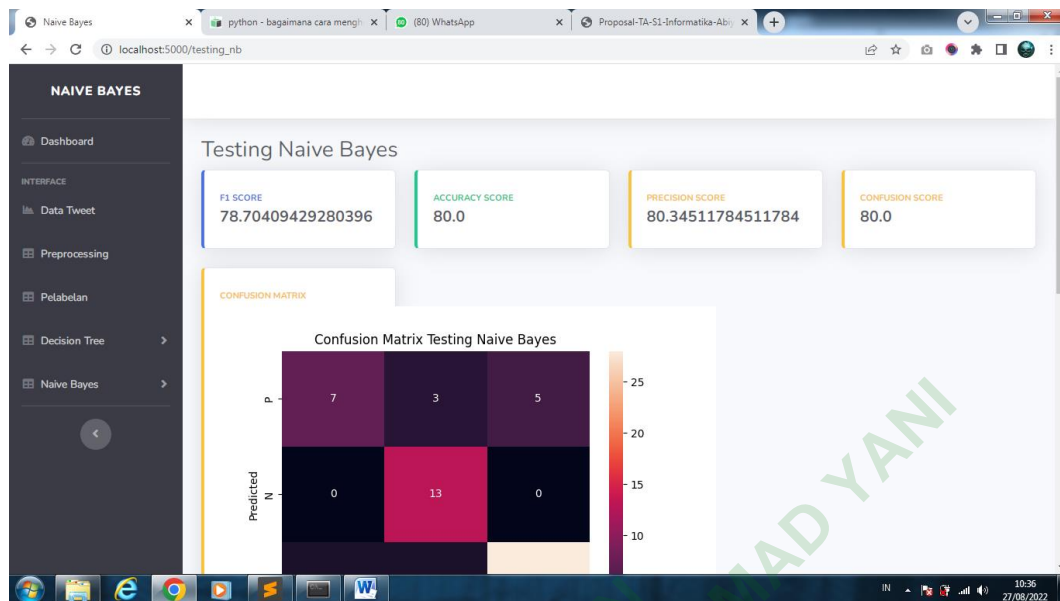 Naive Bayes
python - bagaimana cara mengh
(80) WhatsApp
Proposal-TA-S1-Informatika-Abiy
localhost:5000/testing_nb
NAIVE BAYES
Dashboard
INTERFACE
Data Tweet
Preprocessing
Pelabelan
Decision Tree
Naive Bayes
Testing Naive Bayes
F1 SCORE
78.70409429280396
ACCURACY SCORE
80.0
PRECISION SCORE
80.34511784511784
CONFUSION SCORE
80.0
CONFUSION MATRIX
Confusion Matrix Testing Naive Bayes
P
7 3 5
N
0 13 0
Predicted
25
20
15
10
MAD YANI
IN
10:36
27/08/2022